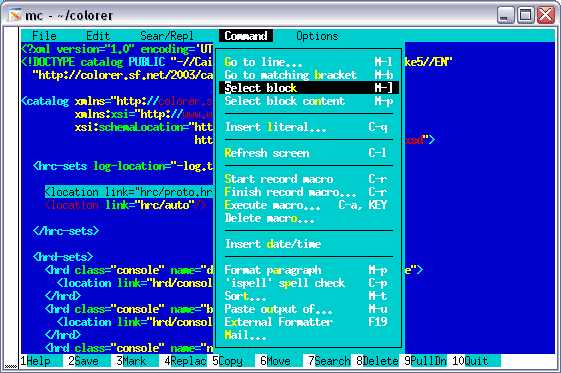 mc - ~/colorer
File Edit Sear/Repl Command Options
<?xml version="1.0" encoding="UT
<!DOCTYPE catalog PUBLIC "-//Cai ke5//EN"
"http://colorer.sf.net/2003/ca
<catalog xmlns="http://colorer.s
xmlns:xsi="http://www.w
xsi:schemaLocation="htt
htt xsd">
<hrc-sets log-location="-log.t
<location link="hrc/proto.hr
<location link="hrc/auto"/>
</hrc-sets>
<hrd-sets>
<hrd class="console" name="d e">
<location link="hrd/consol
</hrd>
<hrd class="console" name="b
<location link="hrd/consol
</hrd>
<hrd class="console" name="n
Go to line... M-l
Go to matching bracket M-b
Select block M-]
Select block content M-p
Insert literal... C-q
Refresh screen C-l
Start record macro C-r
Finish record macro... C-r
Execute macro... C-a, KEY
Delete macro...
Insert date/time
Format paragraph M-p
'ispell' spell check C-p
Sort... M-t
Paste output of... M-u
External Formatter F19
Mail...
1Help 2Save 3Mark 4Replac 5Copy 6Move 7Search 8Delete 9PullDn 10Quit